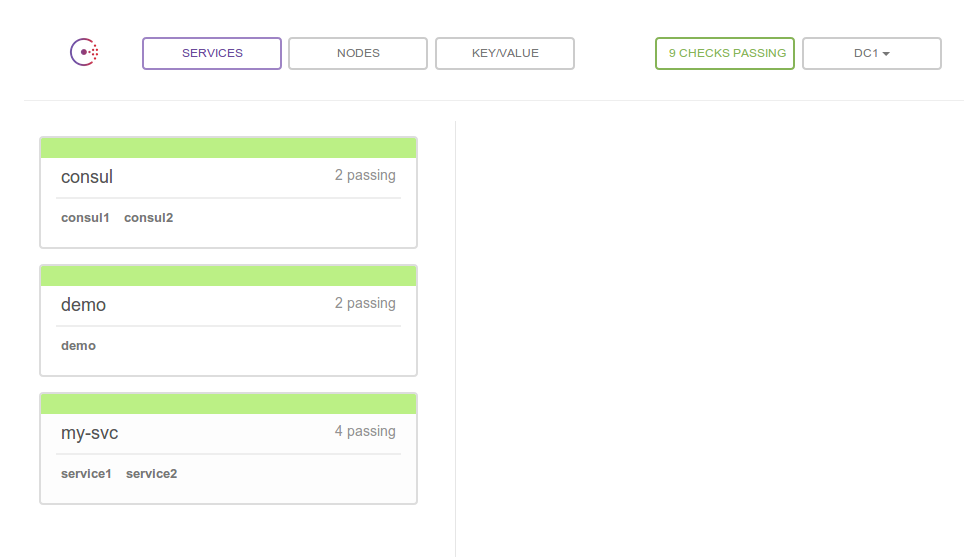 SERVICES NODES KEY/VALUE 9 CHECKS PASSING DC1
consul 2 passing
consul1 consul2
demo 2 passing
demo
my-svc 4 passing
service1 service2